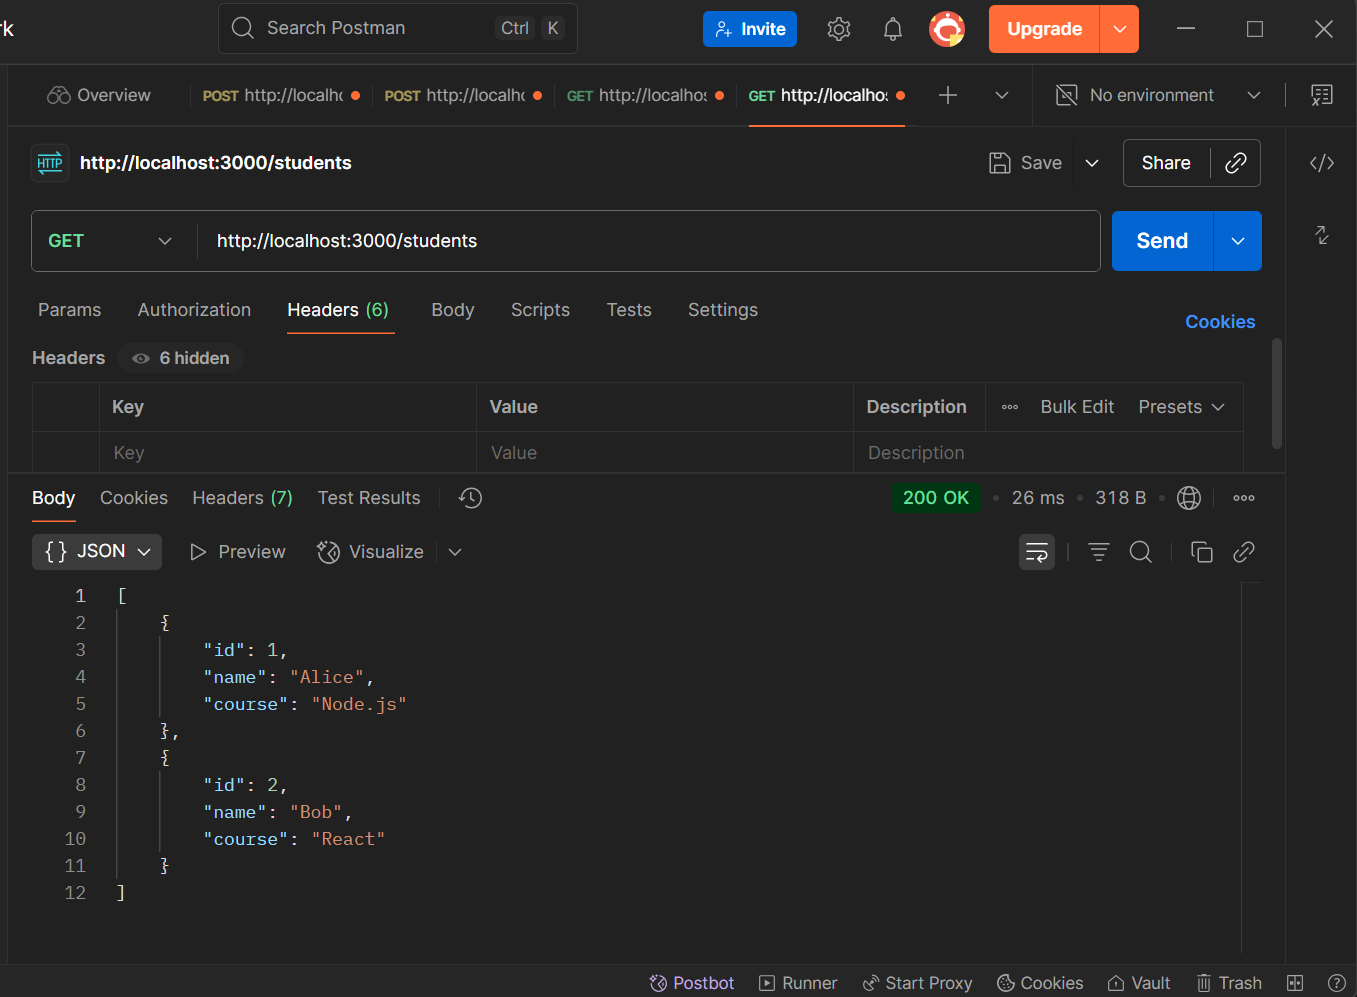 rk
Search Postman Ctrl K
Invite
Upgrade
Overview
POST http://localhc
POST http://localhc
GET http://localhos
GET http://localhos
No environment
HTTP http://localhost:3000/students
Save
Share
GET http://localhost:3000/students
Send
Params Authorization Headers (6) Body Scripts Tests Settings
Cookies
Headers 6 hidden
Key Value Description Bulk Edit Presets
Key Value Description
Body Cookies Headers (7) Test Results
200 OK • 26 ms • 318 B •
{} JSON Preview Visualize
1 [
2 {
3 "id": 1,
4 "name": "Alice",
5 "course": "Node.js"
6 },
7 {
8 "id": 2,
9 "name": "Bob",
10 "course": "React"
11 }
12 ]
Postbot Runner Start Proxy Cookies Vault Trash